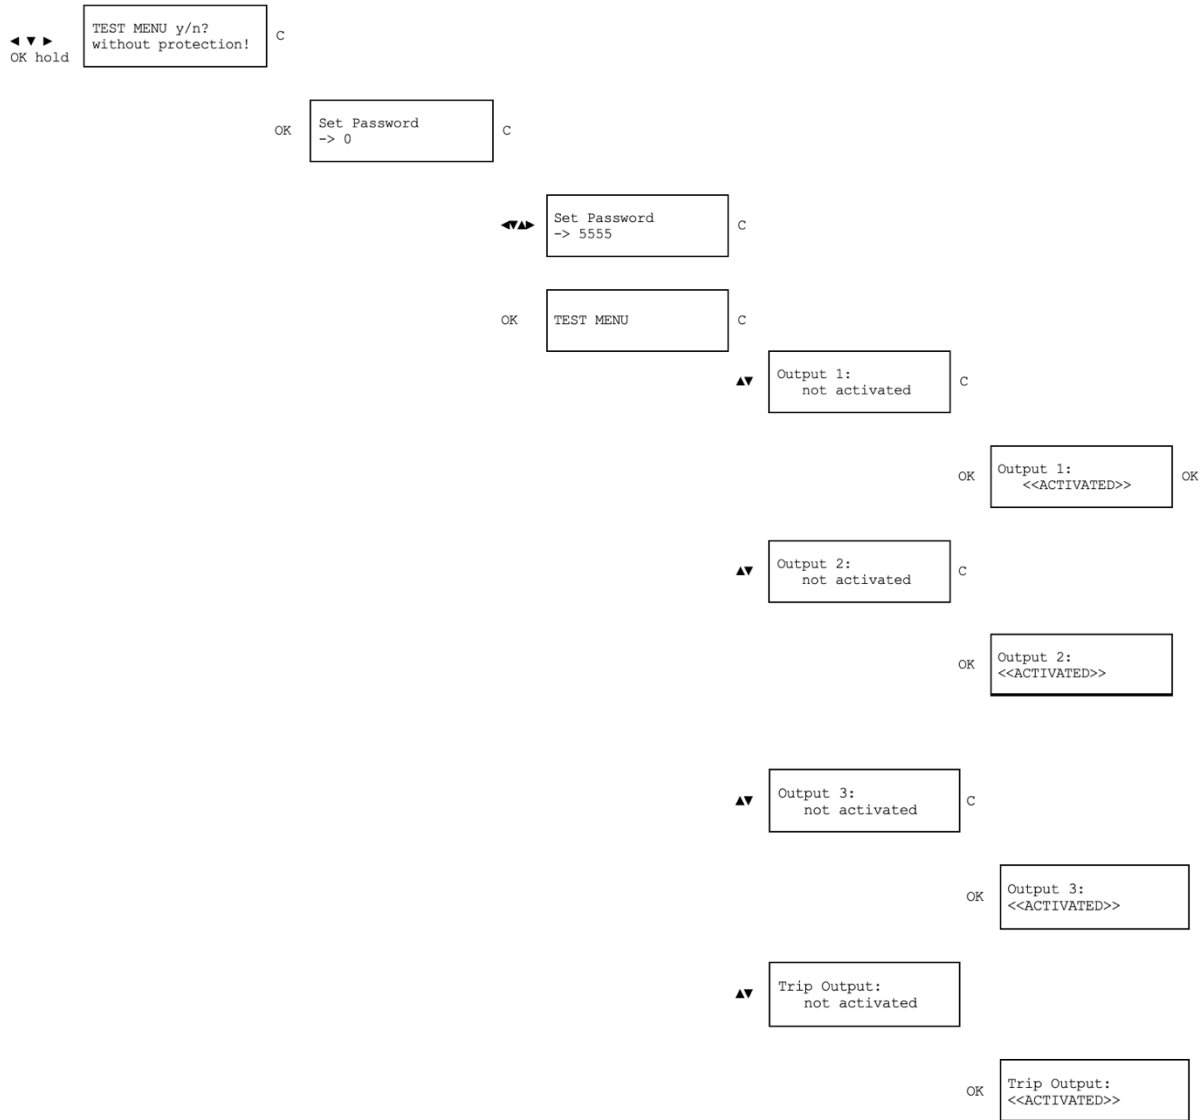 ◄ ▼ ►
OK hold
TEST MENU y/n?
without protection!
C
OK
Set Password
-> 0
C
◄▼▲►
Set Password
-> 5555
C
OK
TEST MENU
C
▲▼
Output 1:
not activated
C
OK
Output 1:
<<ACTIVATED>>
OK
▲▼
Output 2:
not activated
C
OK
Output 2:
<<ACTIVATED>>
▲▼
Output 3:
not activated
C
OK
Output 3:
<<ACTIVATED>>
▲▼
Trip Output:
not activated
OK
Trip Output:
<<ACTIVATED>>